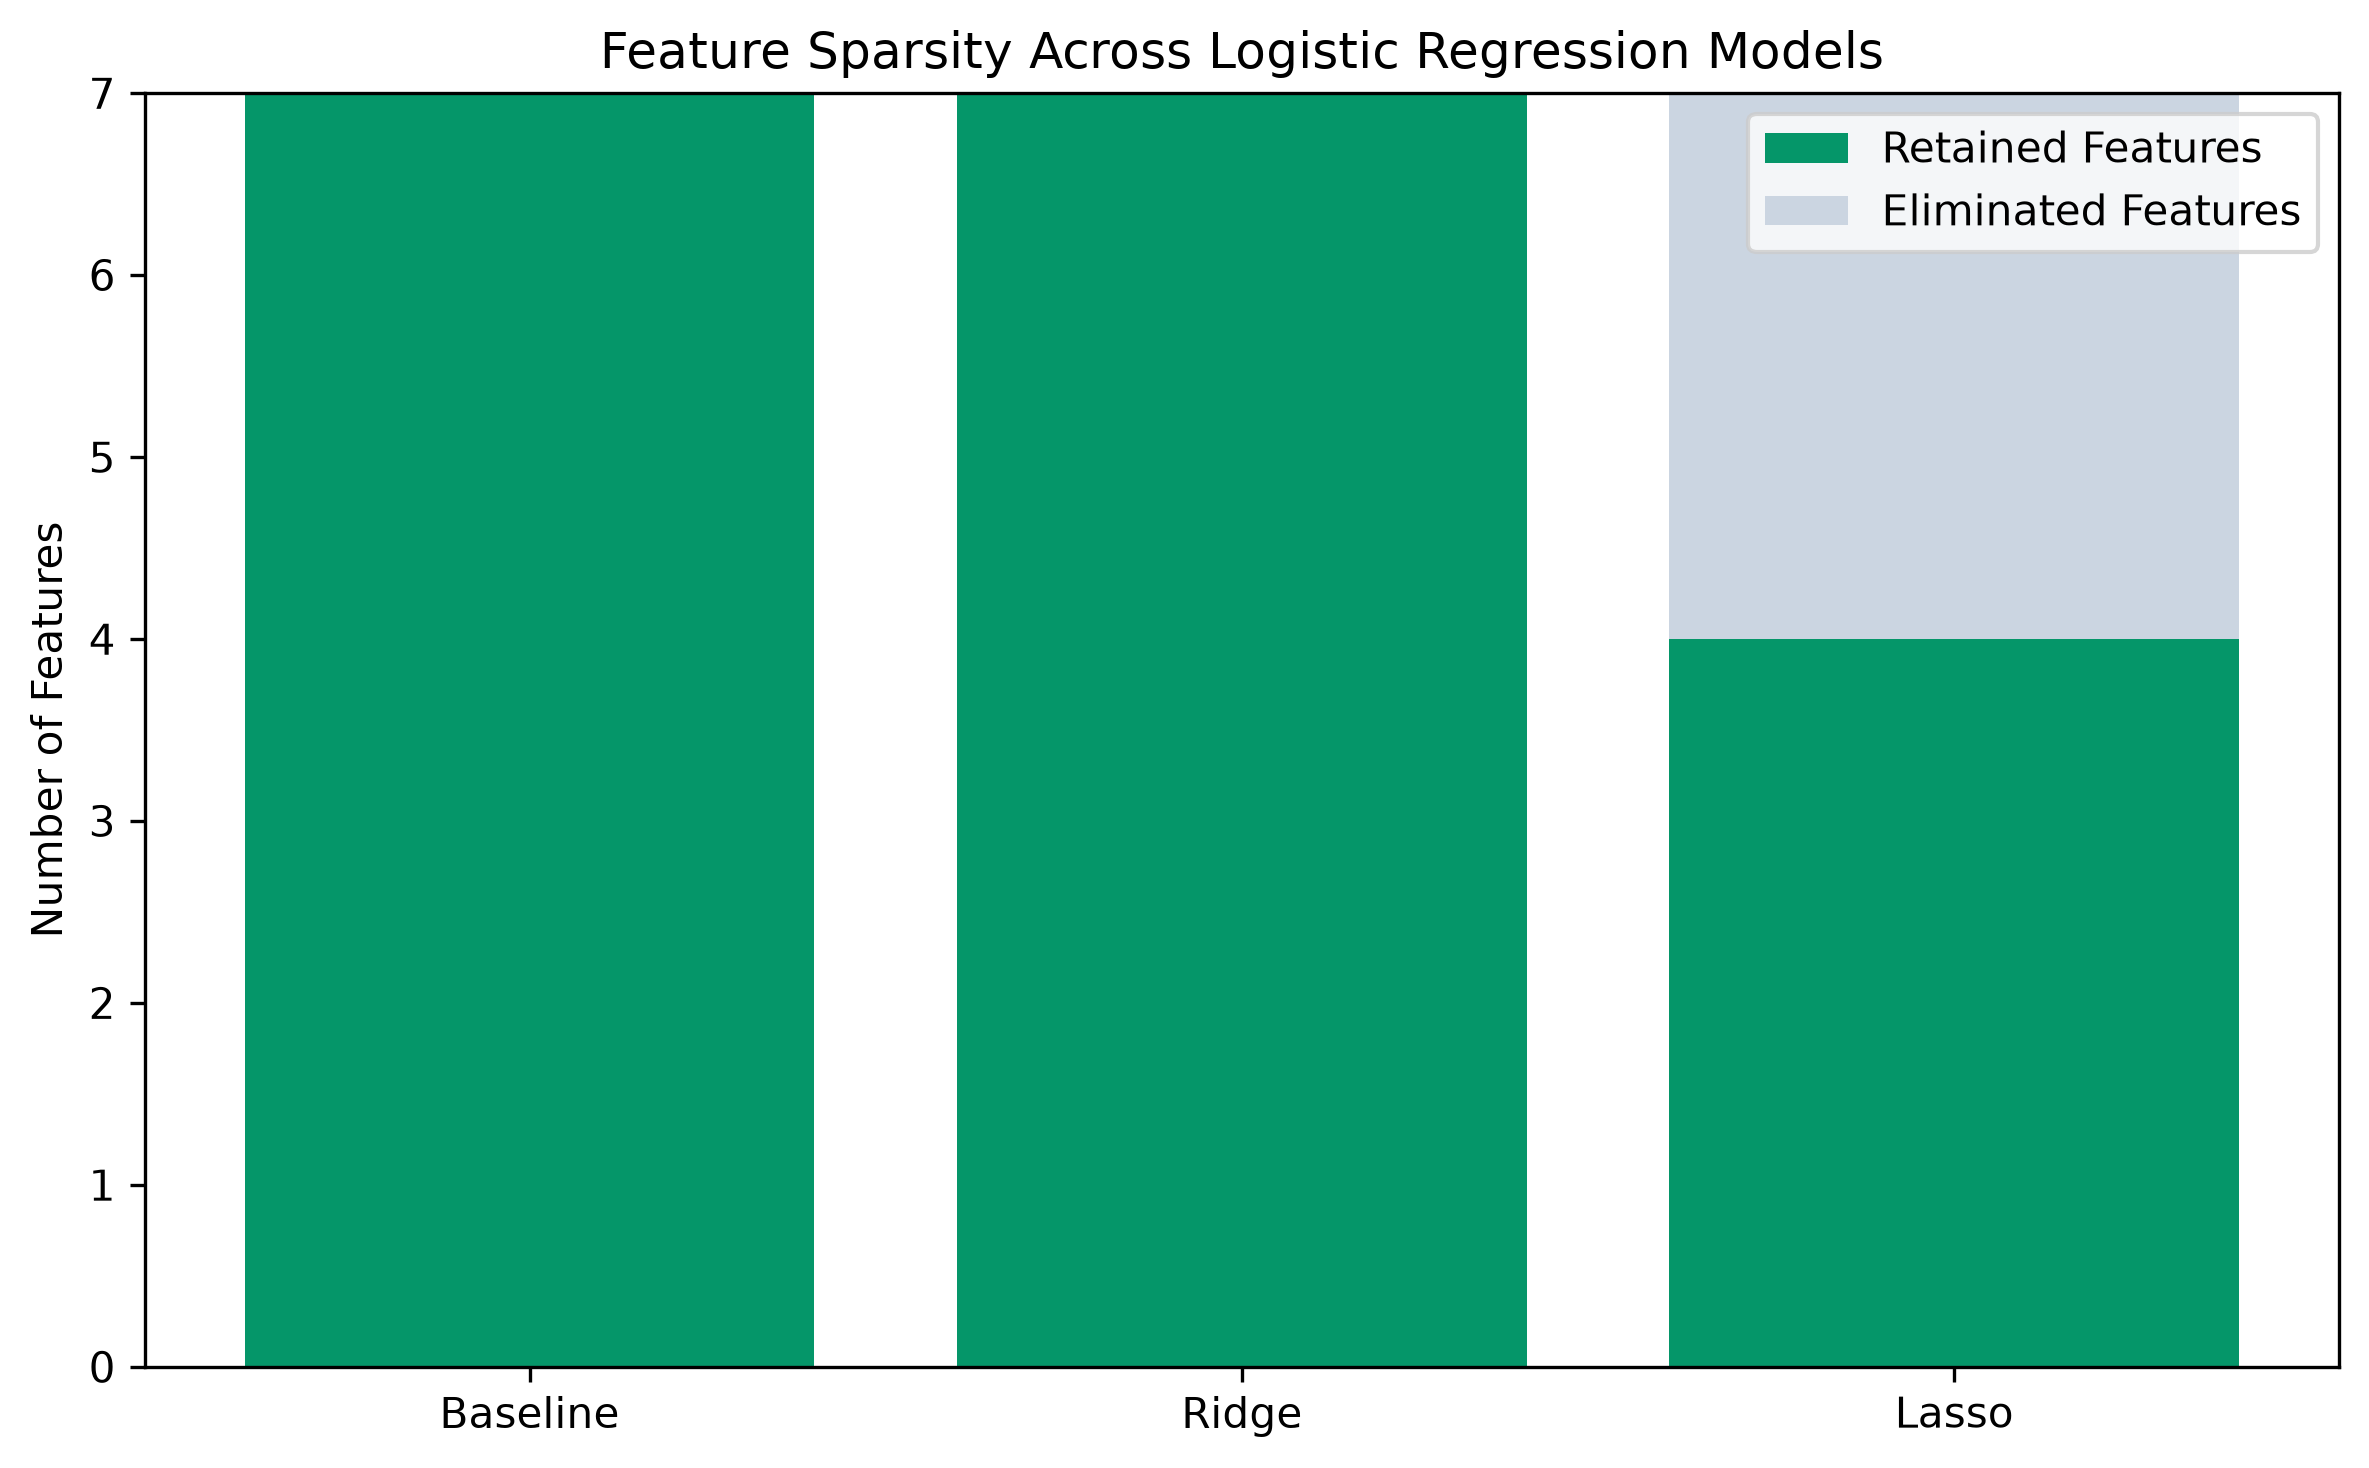 Feature Sparsity Across Logistic Regression Models
Number of Features
7
6
5
4
3
2
1
0
Retained Features
Eliminated Features
Baseline
Ridge
Lasso